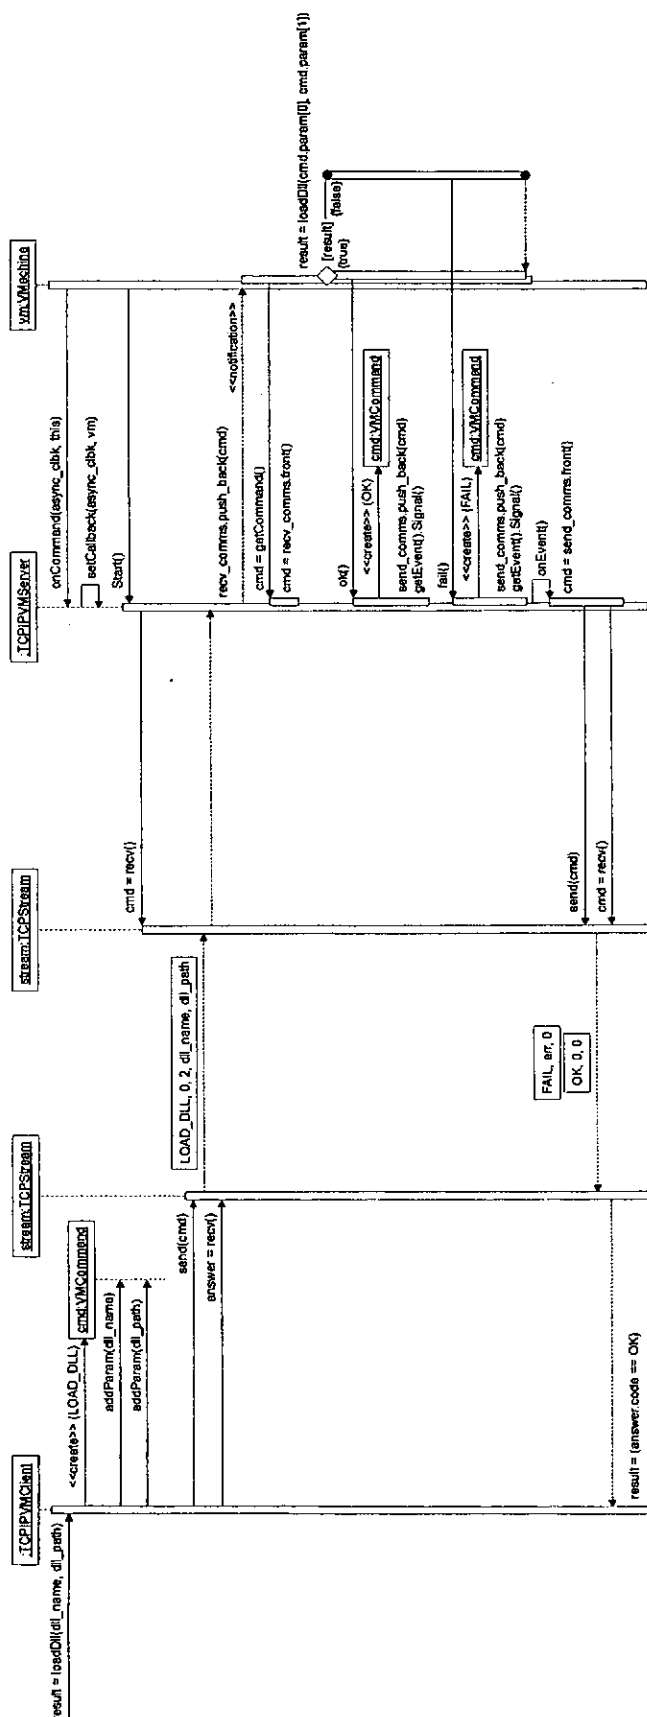 result = loadDll(dll_name, dll_path)
:TCPIPVMClient
<<create>> (LOAD_DLL)
cmd:VMCommand
addParam(dll_name)
addParam(dll_path)
stream:TCPStream
send(cmd)
answer = recv()
LOAD_DLL, 0, 2, dll_name, dll_path
stream:TCPStream
cmd = recv()
:TCPIPVMServer
onCommand(async_clbk, this)
setCallback(async_clbk, vm)
Start()
vm:VMachine
recv_comms.push_back(cmd)
<<notification>>
cmd = getCommand()
cmd = recv_comms.front()
result = loadDll(cmd.param[0], cmd.param[1])
[result]
{true}
{false}
ok()
<<create>> (OK)
cmd:VMCommand
send_comms.push_back(cmd)
getEvent().Signal()
fail()
<<create>> (FAIL)
cmd:VMCommand
send_comms.push_back(cmd)
getEvent().Signal()
onEvent()
cmd = send_comms.front()
send(cmd)
cmd = recv()
FAIL, err, 0
OK, 0, 0
result = (answer.code == OK)